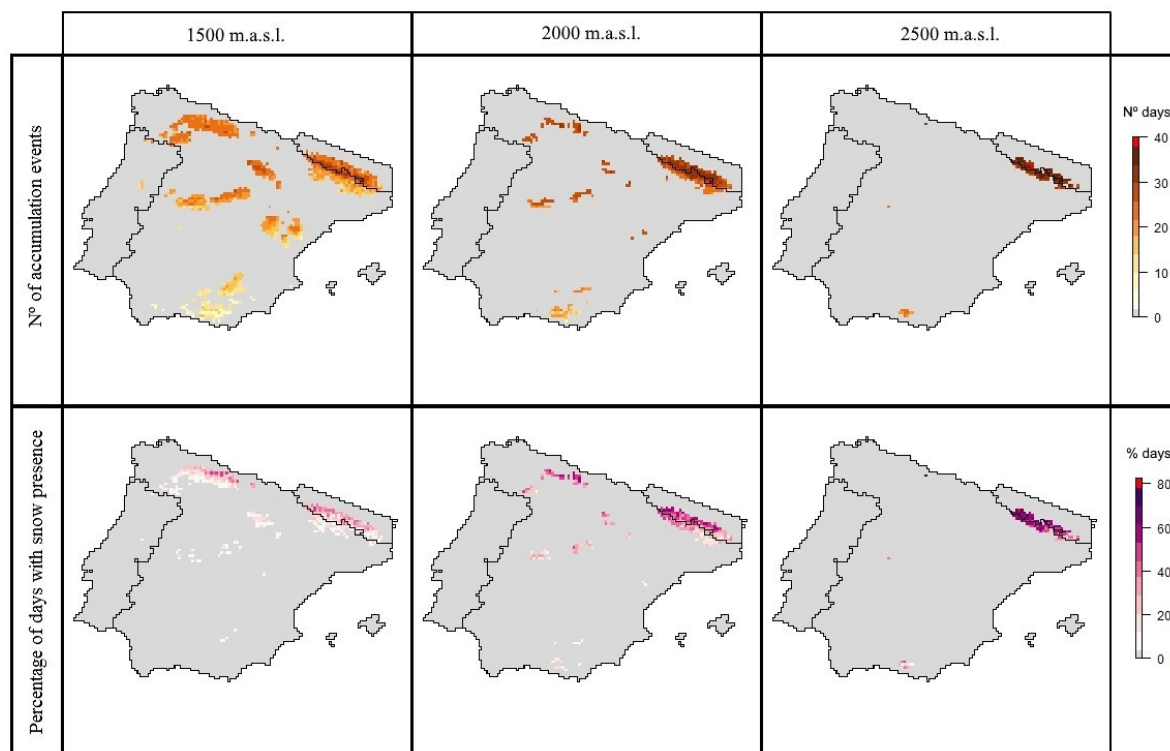 1500 m.a.s.l.
2000 m.a.s.l.
2500 m.a.s.l.
Nº of accumulation events
Nº days
40
30
20
10
0
Percentage of days with snow presence
% days
80
60
40
20
0